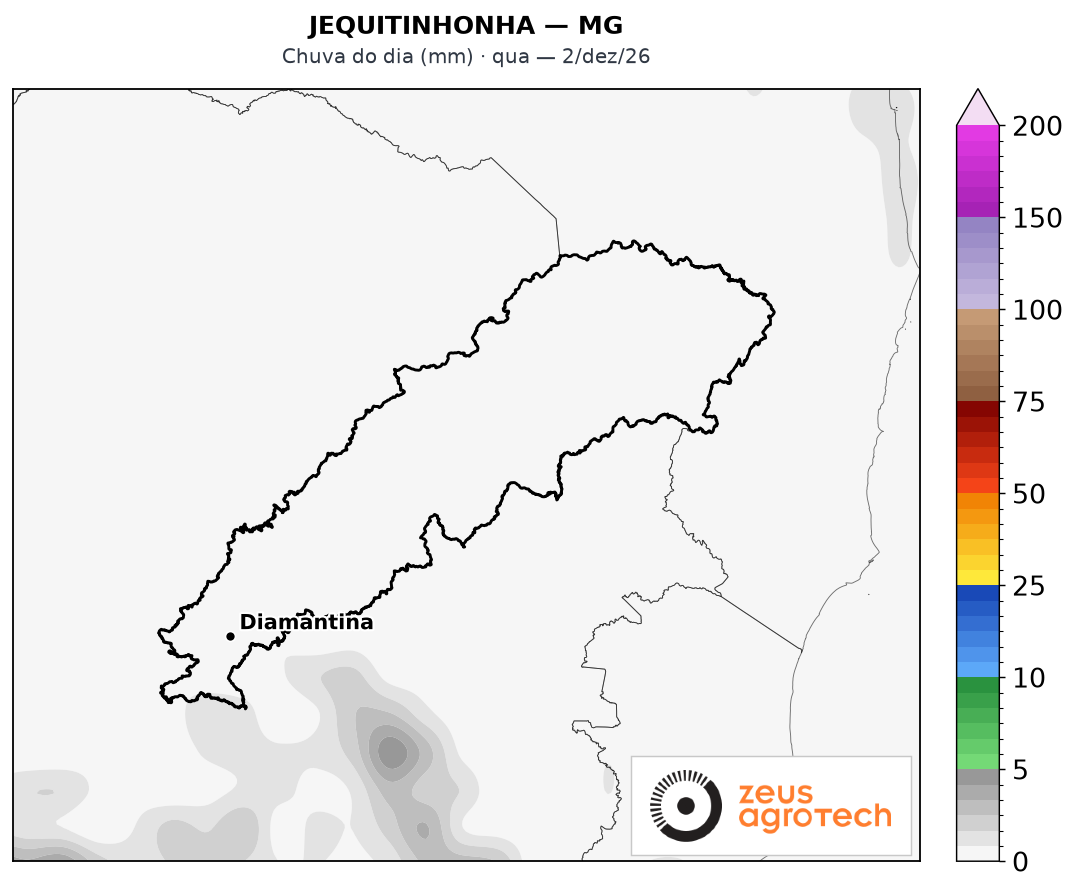 JEQUITINHONHA — MG
Chuva do dia (mm) · qua — 2/dez/26
200
150
100
75
50
25
10
5
0
Diamantina
zeus
agrotech